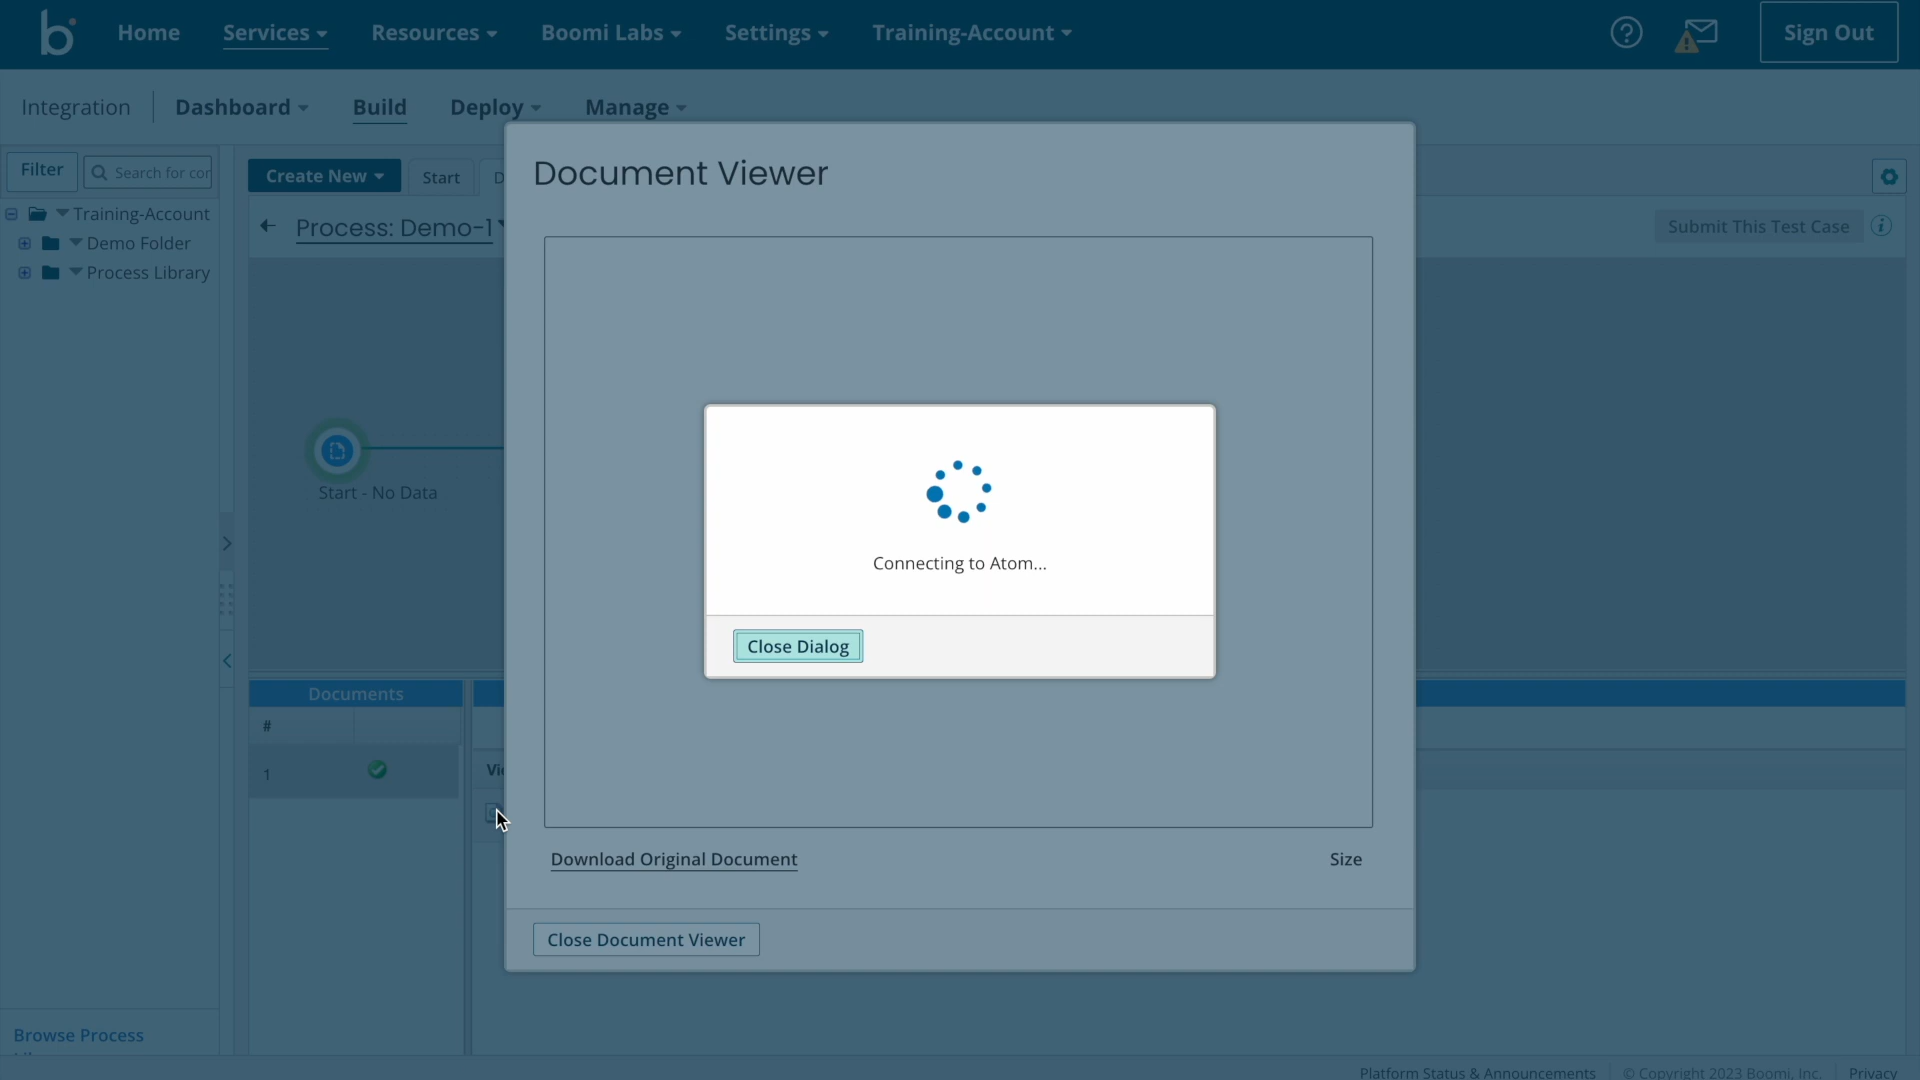 b Home Services Resources Boomi Labs Settings Training-Account Sign Out
Integration Dashboard Build Deploy Manage
Filter Search for cor Create New Start D
Document Viewer
Training-Account
Process: Demo-1 Submit This Test Case
Demo Folder
Process Library
Start - No Data
Connecting to Atom...
Close Dialog
Documents
#
1
Download Original Document Size
Close Document Viewer
Browse Process
Platform Status & Announcements © Copyright 2023 Boomi, Inc. Privacy